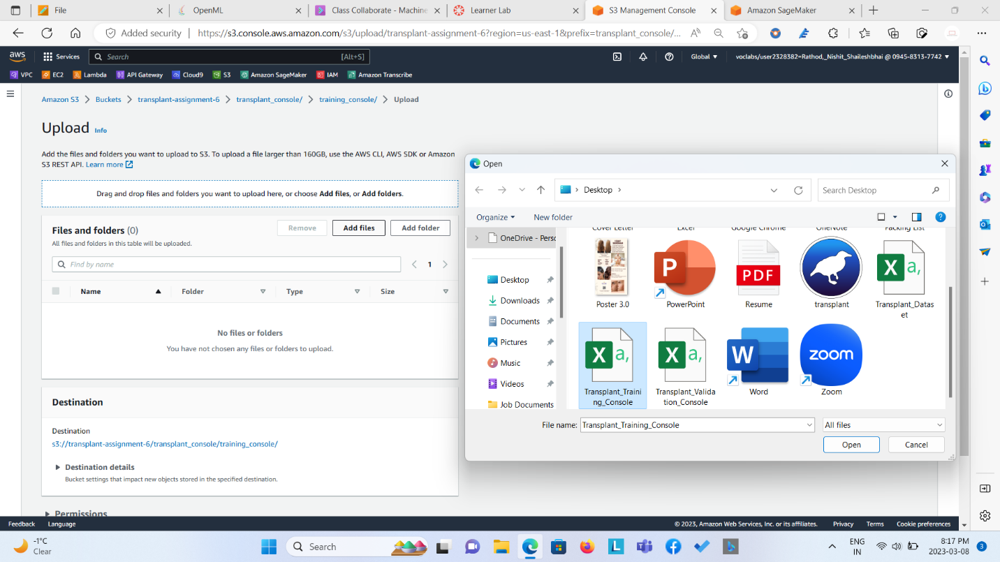 File
OpenML
Class Collaborate - Machine
Learner Lab
S3 Management Console
Amazon SageMaker
Added security
https://s3.console.aws.amazon.com/s3/upload/transplant-assignment-6?region=us-east-1&prefix=transplant_console/...
aws
Services
Search
[Alt+S]
Global
voclabs/user2328382=Rathod,_Nishit_Shaileshbhai @ 0945-8313-7742
VPC
EC2
Lambda
API Gateway
Cloud9
S3
Amazon SageMaker
IAM
Amazon Transcribe
Amazon S3 > Buckets > transplant-assignment-6 > transplant_console/ > training_console/ > Upload
Upload Info
Add the files and folders you want to upload to S3. To upload a file larger than 160GB, use the AWS CLI, AWS SDK or Amazon
S3 REST API. Learn more
Drag and drop files and folders you want to upload here, or choose Add files, or Add folders.
Files and folders (0)
Remove
Add files
Add folder
All files and folders in this table will be uploaded.
Find by name
1
Name
Folder
Type
Size
No files or folders
You have not chosen any files or folders to upload.
Destination
Destination
s3://transplant-assignment-6/transplant_console/training_console/
Destination details
Bucket settings that impact new objects stored in the specified destination.
Permissions
Open
Desktop
Search Desktop
Organize
New folder
OneDrive - Perso
Desktop
Downloads
Documents
Pictures
Music
Videos
Job Documents
Cover Letter
Excel
Google Chrome
OneNote
Packing List
Poster 3.0
P
PowerPoint
PDF
Resume
transplant
X a,
Transplant_Datas
et
X a,
Transplant_Traini
ng_Console
X a,
Transplant_Valida
tion_Console
W
Word
zoom
Zoom
File name:
Transplant_Training_Console
All files
Open
Cancel
Feedback
Language
© 2023, Amazon Web Services, Inc. or its affiliates.
Privacy
Terms
Cookie preferences
-1°C
Clear
Search
ENG
IN
8:17 PM
2023-03-08
3